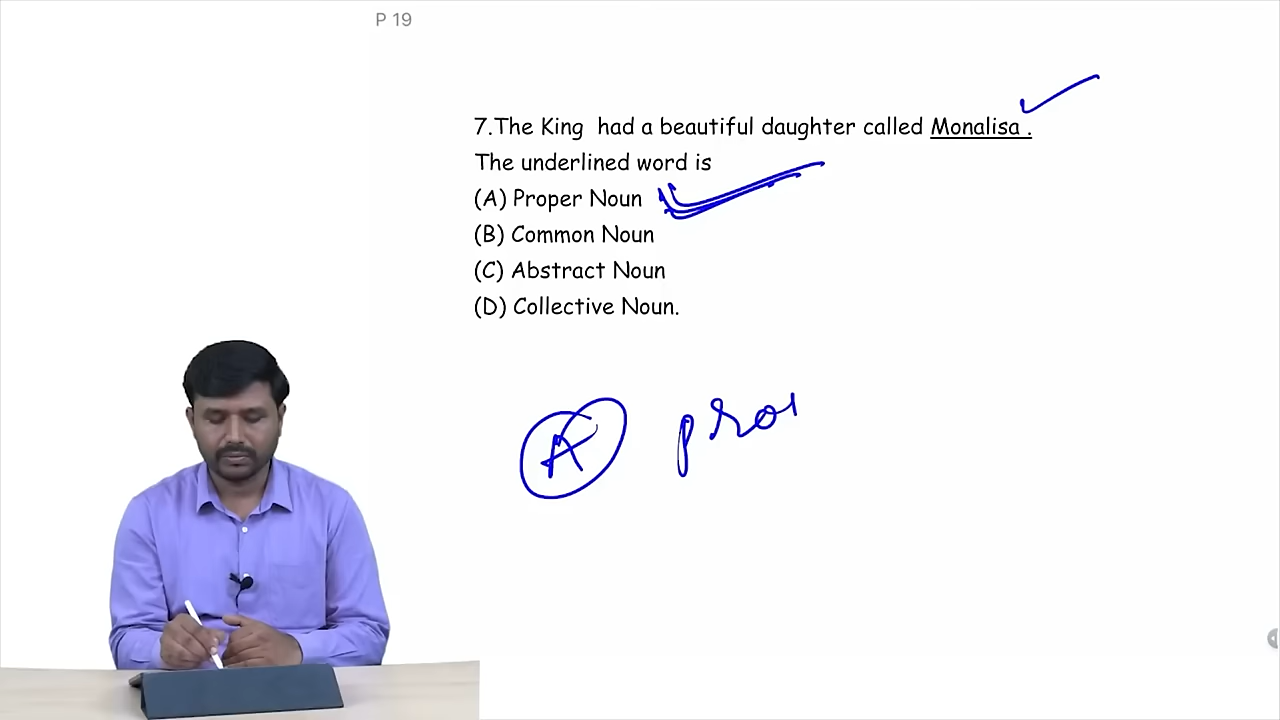 P 19
7.The King had a beautiful daughter called Monalisa .
The underlined word is
(A) Proper Noun
(B) Common Noun
(C) Abstract Noun
(D) Collective Noun.
A pro